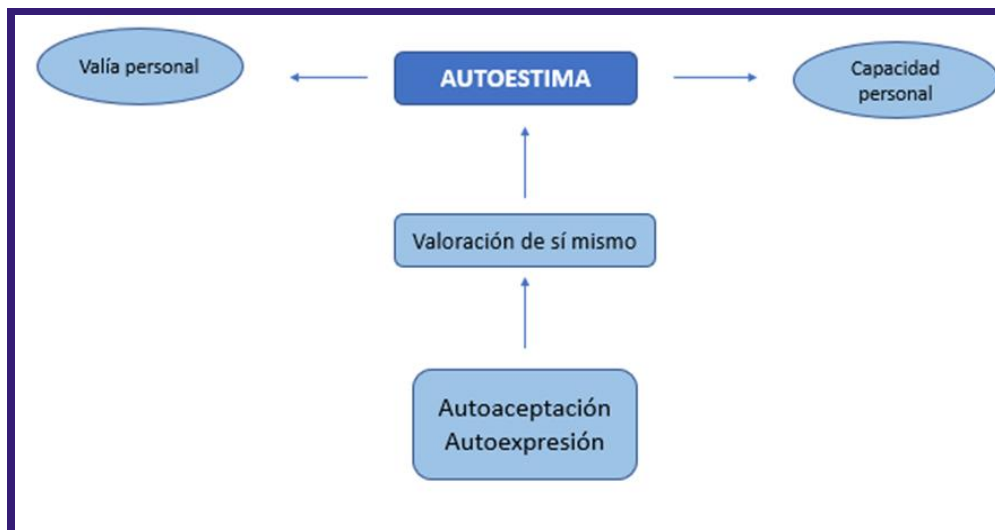 Valía personal
AUTOESTIMA
Capacidad
personal
Valoración de sí mismo
Autoaceptación
Autoexpresión